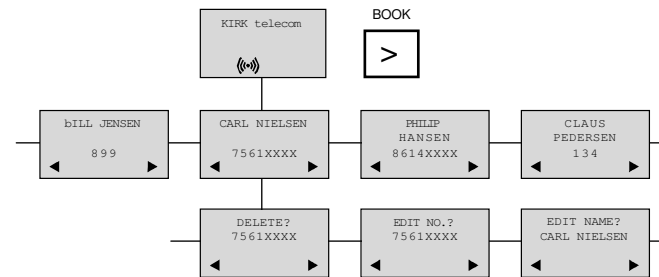 KIRK telecom
BOOK
>
bILL JENSEN
899
CARL NIELSEN
7561XXXX
PHILIP
HANSEN
8614XXXX
CLAUS
PEDERSEN
134
DELETE?
7561XXXX
EDIT NO.?
7561XXXX
EDIT NAME?
CARL NIELSEN